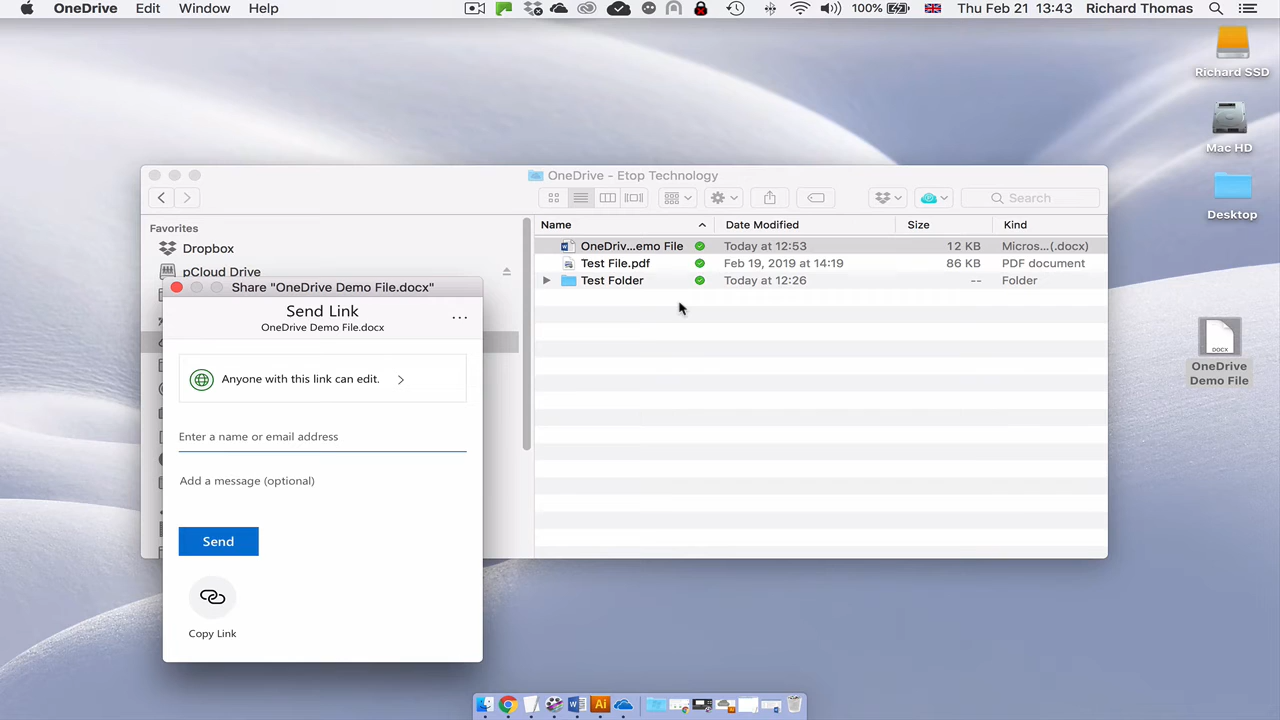 OneDrive Edit Window Help 100% Thu Feb 21 13:43 Richard Thomas
Richard SSD
Mac HD
Desktop
DOCX
OneDrive
Demo File
OneDrive - Etop Technology
Search
Favorites
Dropbox
pCloud Drive
Name Date Modified Size Kind
OneDriv...emo File Today at 12:53 12 KB Micros...(.docx)
Test File.pdf Feb 19, 2019 at 14:19 86 KB PDF document
Test Folder Today at 12:26 -- Folder
Share "OneDrive Demo File.docx"
Send Link
OneDrive Demo File.docx
Anyone with this link can edit.
Enter a name or email address
Add a message (optional)
Send
Copy Link
Ai